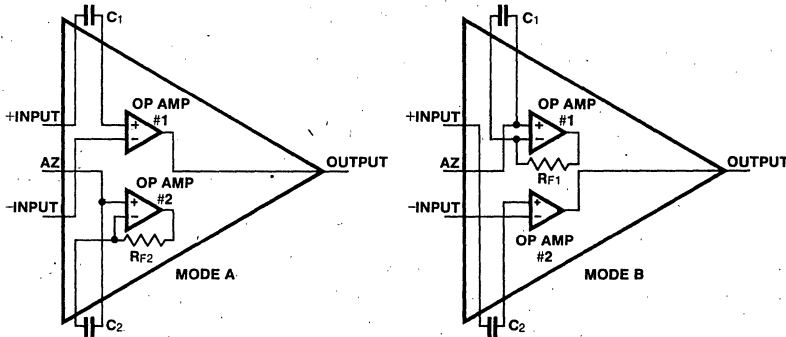 C1
OP AMP
#1
+INPUT
+
−
AZ
OUTPUT
OP AMP
#2
−INPUT
+
−
RF2
MODE A
C2
C1
OP AMP
#1
+INPUT
+
−
AZ
OUTPUT
RF1
−INPUT
+
−
OP AMP
#2
MODE B
C2